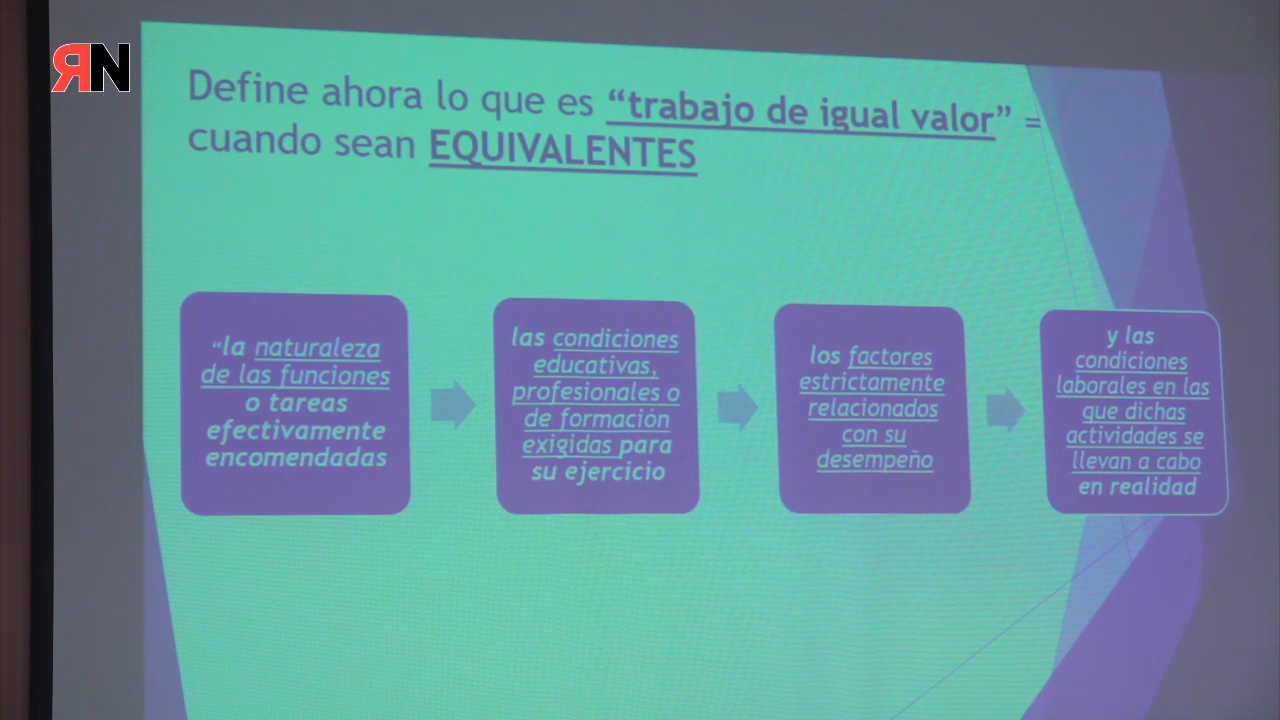 ЯN
Define ahora lo que es “trabajo de igual valor” =
cuando sean EQUIVALENTES
“la naturaleza
de las funciones
o tareas
efectivamente
encomendadas
las condiciones
educativas,
profesionales o
de formación
exigidas para
su ejercicio
los factores
estrictamente
relacionados
con su
desempeño
y las
condiciones
laborales en las
que dichas
actividades se
llevan a cabo
en realidad